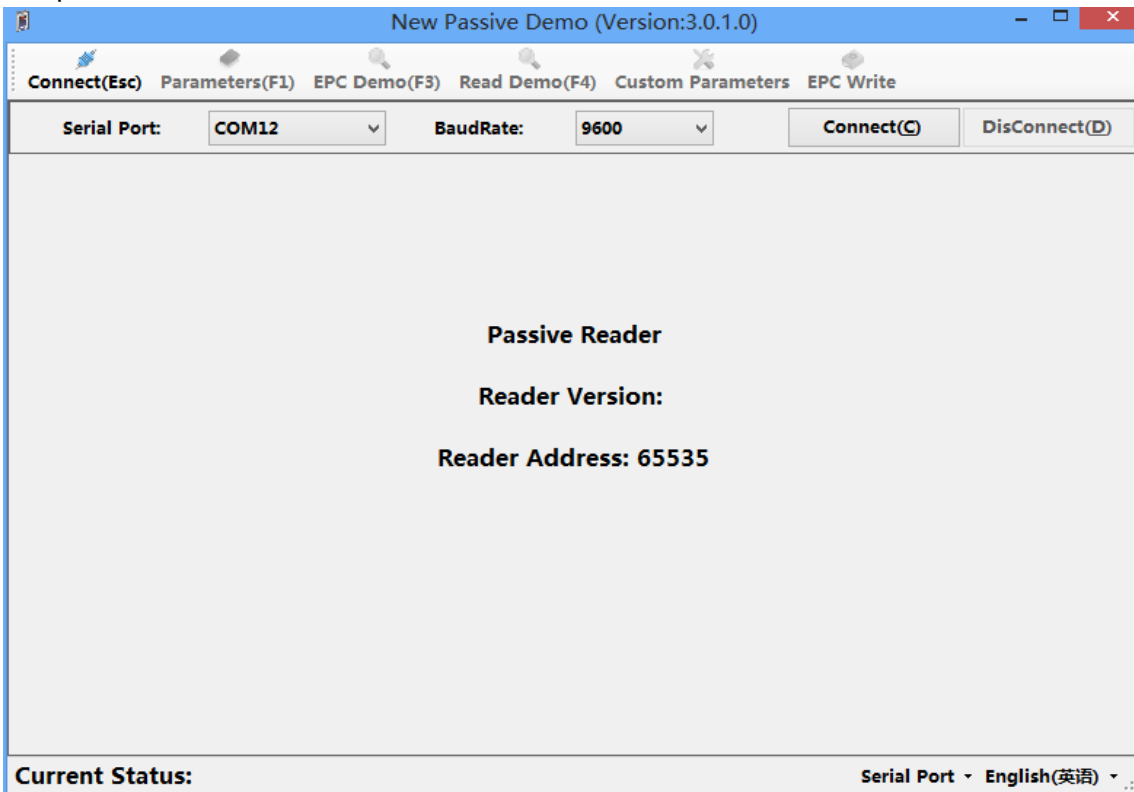 New Passive Demo (Version:3.0.1.0)
Connect(Esc) Parameters(F1) EPC Demo(F3) Read Demo(F4) Custom Parameters EPC Write
Serial Port: COM12 BaudRate: 9600 Connect(C) DisConnect(D)
Passive Reader
Reader Version:
Reader Address: 65535
Current Status: Serial Port English(英语)